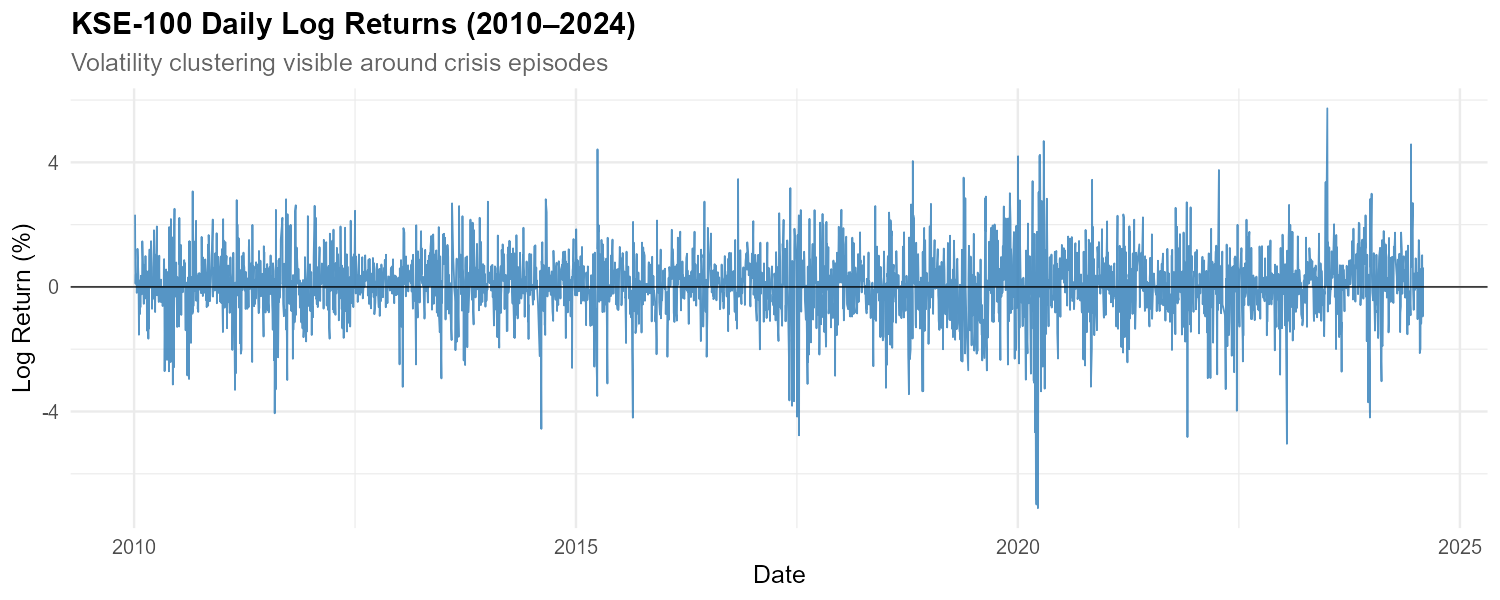 KSE-100 Daily Log Returns (2010–2024)
Volatility clustering visible around crisis episodes
Log Return (%)
4
0
-4
2010
2015
2020
2025
Date